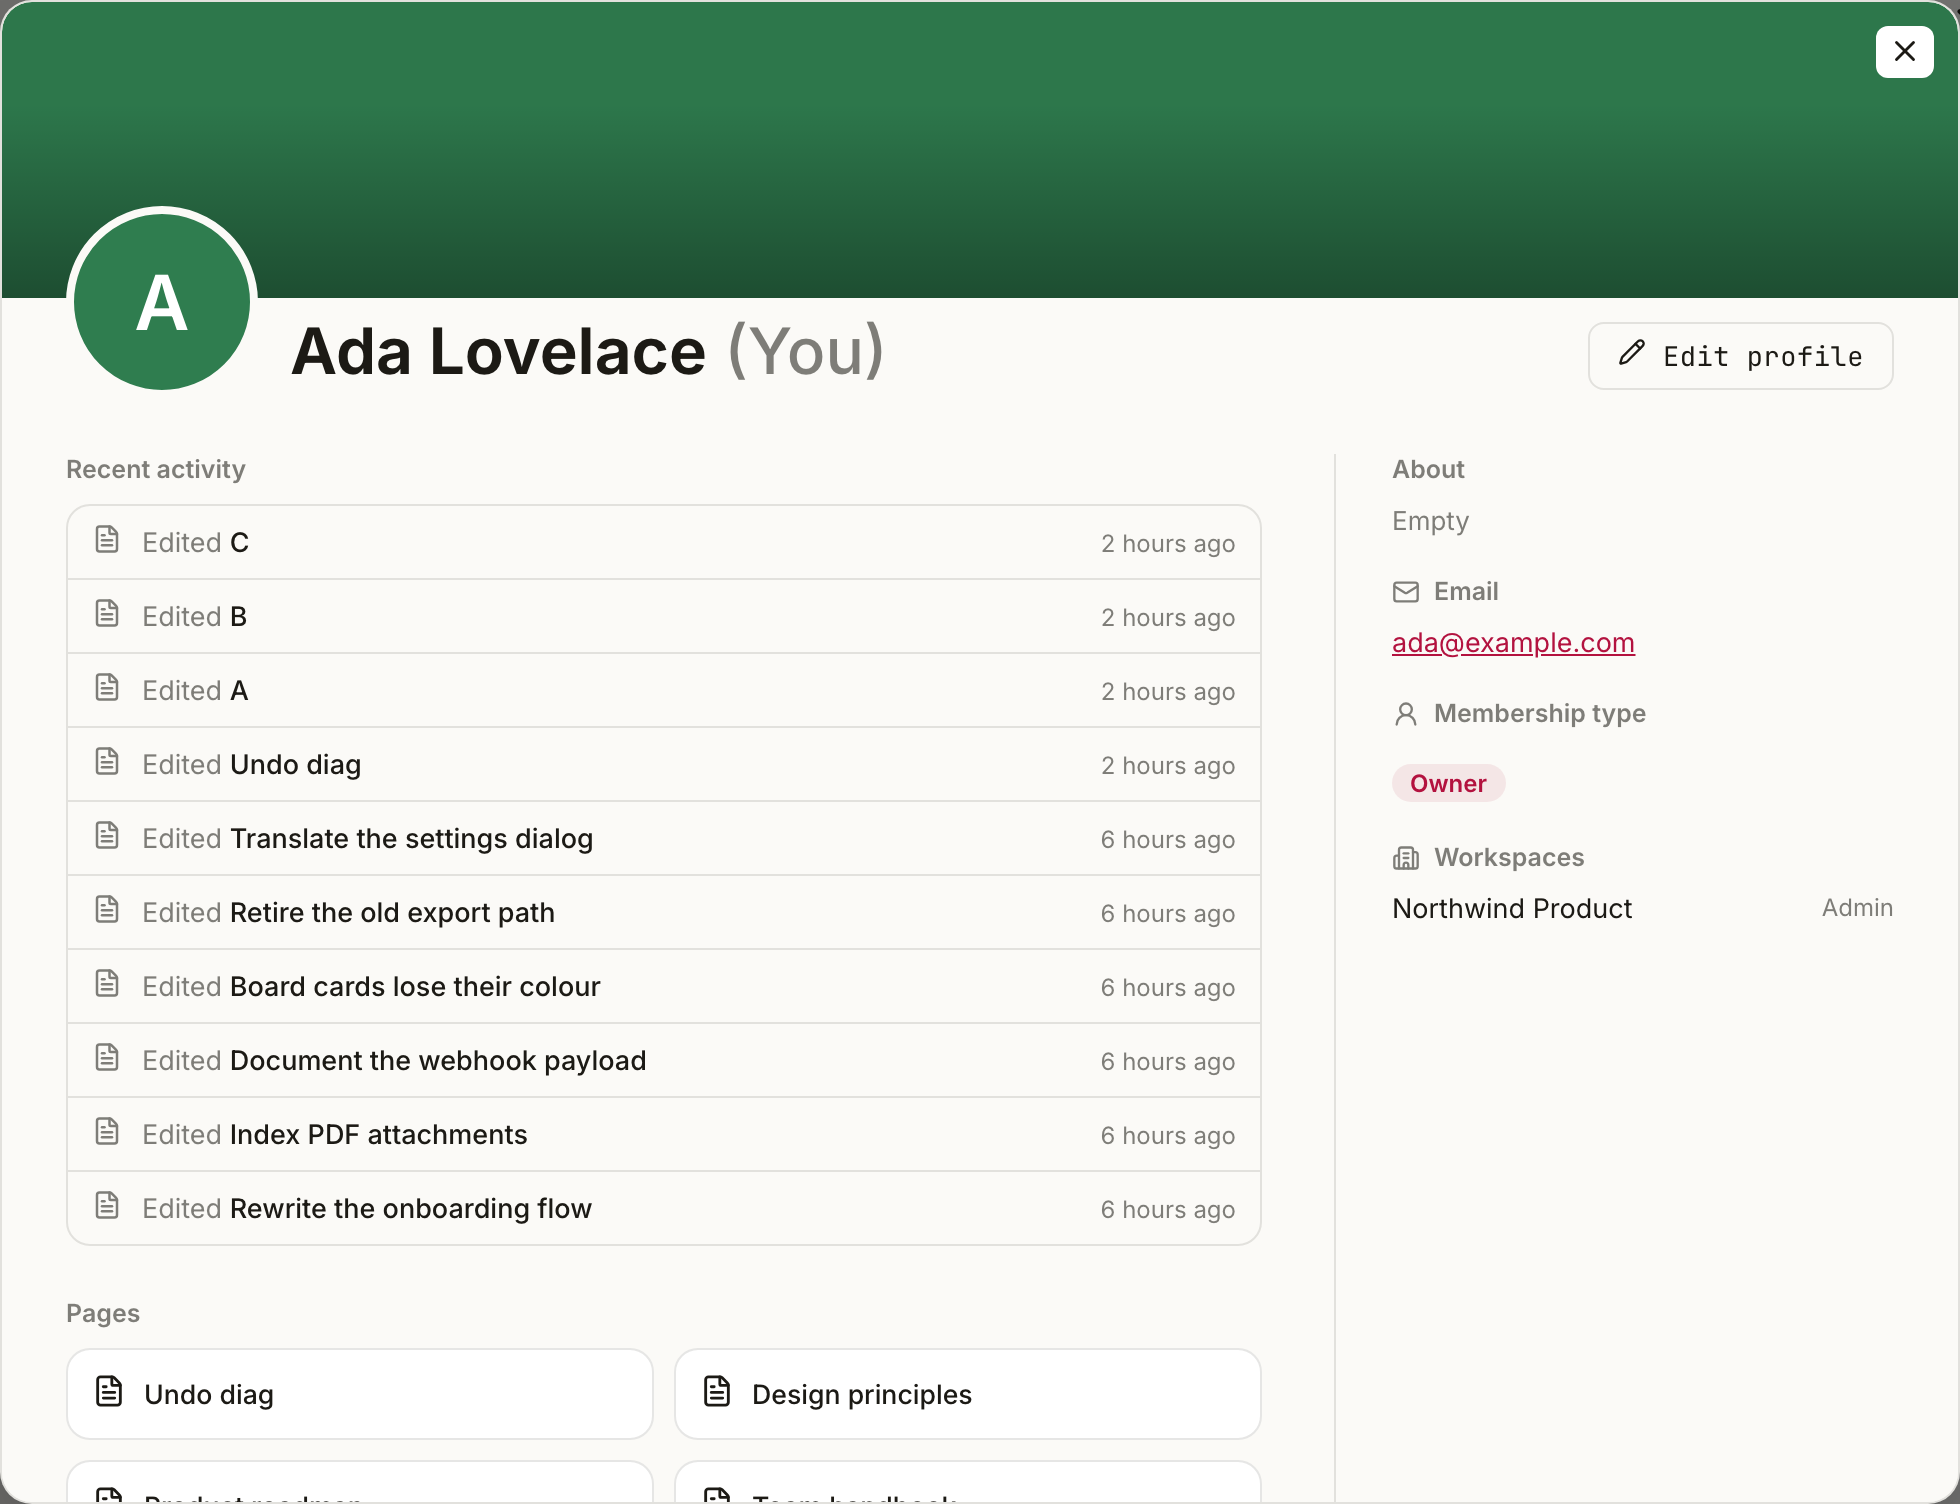 A
Ada Lovelace (You)
Edit profile
Recent activity
Edited C 2 hours ago
Edited B 2 hours ago
Edited A 2 hours ago
Edited Undo diag 2 hours ago
Edited Translate the settings dialog 6 hours ago
Edited Retire the old export path 6 hours ago
Edited Board cards lose their colour 6 hours ago
Edited Document the webhook payload 6 hours ago
Edited Index PDF attachments 6 hours ago
Edited Rewrite the onboarding flow 6 hours ago
Pages
Undo diag
Design principles
Product roadmap
Team handbook
About
Empty
Email
ada@example.com
Membership type
Owner
Workspaces
Northwind Product Admin